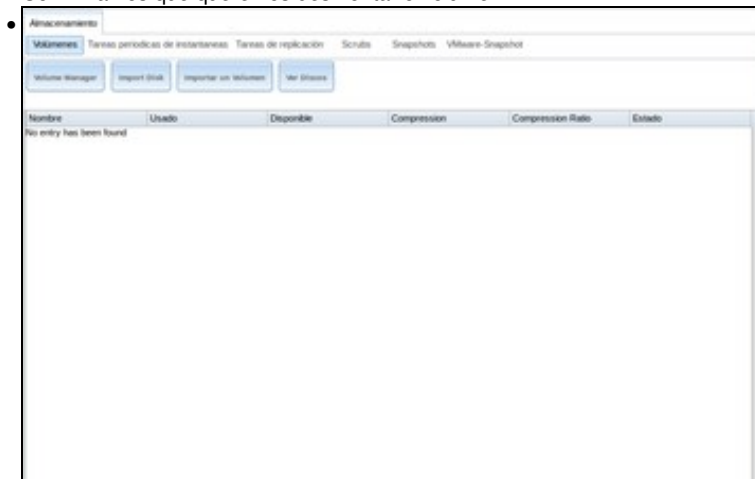 Almacenamiento
Volúmenes Tareas periodicas de instantaneas Tareas de replicación Scrubs Snapshots VMware-Snapshot
Volume Manager Import Disk Importar un Volumen Ver Discos
Nombre Usado Disponible Compression Compression Ratio Estado
No entry has been found